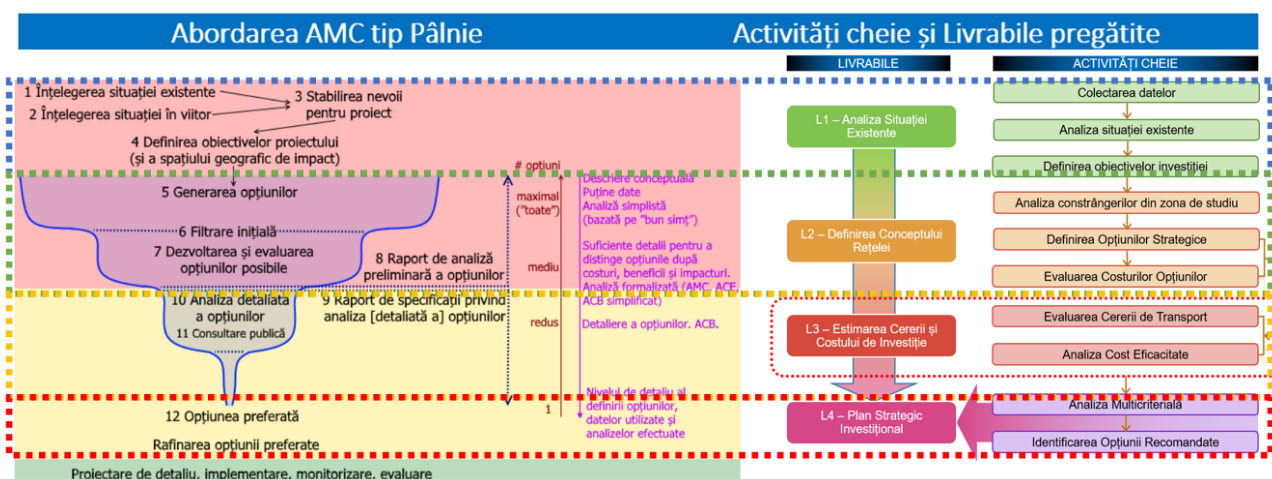 Abordarea AMC tip Pâlnie
Activități cheie și Livrabile pregătite
1 Înțelegerea situației existente
2 Înțelegerea situației în viitor
3 Stabilirea nevoii
pentru proiect
4 Definirea obiectivelor proiectului
(și a spațiului geografic de impact)
5 Generarea opțiunilor
6 Filtrare inițială
7 Dezvoltarea și evaluarea
opțiunilor posibile
8 Raport de analiză
preliminară a opțiunilor
10 Analiza detaliată
a opțiunilor
9 Raport de specificații privind
analiza [detaliată a] opțiunilor
11 Consultare publică
12 Opțiunea preferată
Rafinarea opțiunii preferate
Proiectare de detaliu, implementare, monitorizare, evaluare
# opțiuni
maximal
("toate")
mediu
redus
1
Descriere conceptuală
Puține date
Analiză simplistă
(bazată pe "bun simț")
Suficiente detalii pentru a
distinge opțiunile după
costuri, beneficii și impacturi.
Analiză formalizată (AMC, ACE,
ACB simplificat)
Detaliere a opțiunilor. ACB.
Nivelul de detaliu al
definirii opțiunilor,
datelor utilizate și
analizelor efectuate
LIVRABILE
L1 – Analiza Situației
Existente
L2 – Definirea Conceptului
Rețelei
L3 – Estimarea Cererii și
Costului de Investiție
L4 – Plan Strategic
Investițional
ACTIVITĂȚI CHEIE
Colectarea datelor
Analiza situației existente
Definirea obiectivelor investiției
Analiza constrângerilor din zona de studiu
Definirea Opțiunilor Strategice
Evaluarea Costurilor Opțiunilor
Evaluarea Cererii de Transport
Analiza Cost Eficacitate
Analiza Multicriterială
Identificarea Opțiunii Recomandate